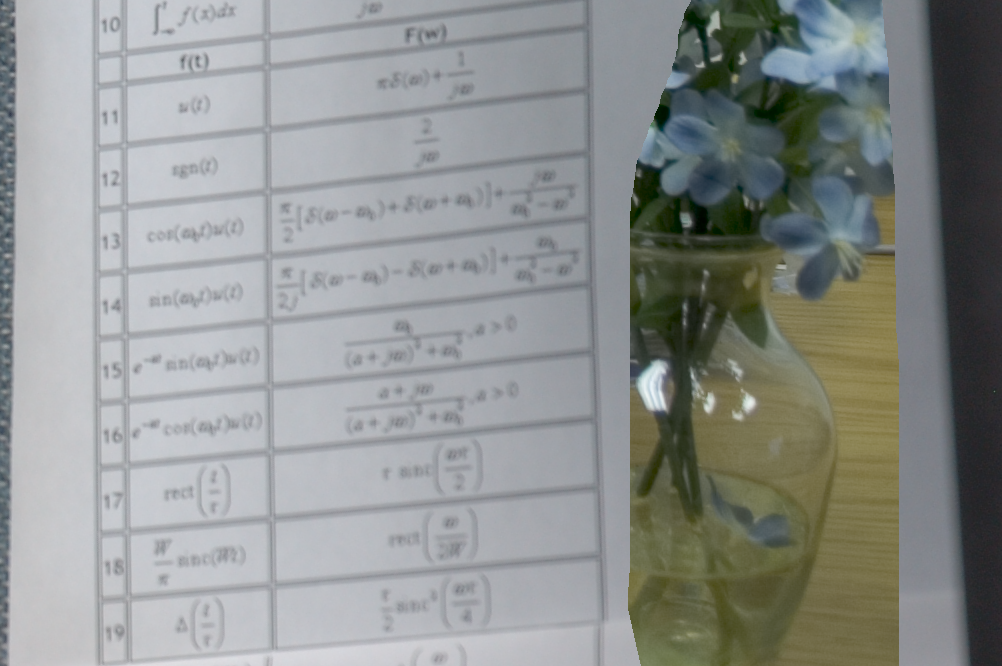 10 ∫_{-∞}^{t} f(x)dx jω
f(t) F(w)
11 u(t) πδ(ω) + 1/jω
12 sgn(t) 2/jω
13 cos(ω₀t)u(t) π/2 [δ(ω − ω₀) + δ(ω + ω₀)] + jω/(ω₀² − ω²)
14 sin(ω₀t)u(t) π/2j [δ(ω − ω₀) − δ(ω + ω₀)] + ω₀/(ω₀² − ω²)
15 e^{-at} sin(ω₀t)u(t) ω₀/((a + jω)² + ω₀²), a > 0
16 e^{-at} cos(ω₀t)u(t) (a + jω)/((a + jω)² + ω₀²), a > 0
17 rect(t/τ) τ sinc(ωτ/2)
18 W/π sinc(Wt) rect(ω/2W)
19 Δ(t/τ) τ/2 sinc²(ωτ/4)